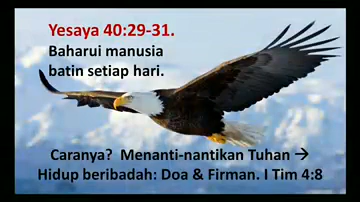 Yesaya 40:29-31.
Baharui manusia
batin setiap hari.
Caranya? Menanti-nantikan Tuhan →
Hidup beribadah: Doa & Firman. I Tim 4:8